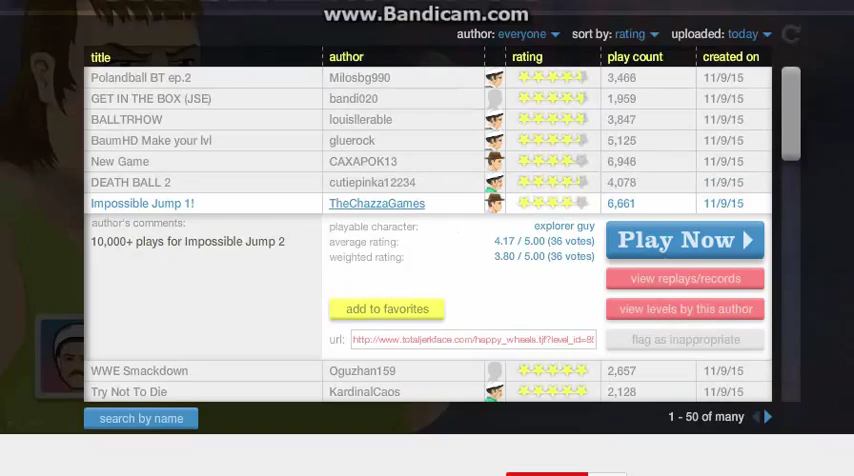 www.Bandicam.com
author: everyone sort by: rating uploaded: today
title author rating play count created on
Polandball BT ep.2 Milosbg990 3,466 11/9/15
GET IN THE BOX (JSE) bandi020 1,959 11/9/15
BALLTRHOW louisllerable 3,847 11/9/15
BaumHD Make your lvl gluerock 5,125 11/9/15
New Game CAXAPOK13 6,946 11/9/15
DEATH BALL 2 cutiepinka12234 4,078 11/9/15
Impossible Jump 1! TheChazzaGames 6,661 11/9/15
author's comments:
10,000+ plays for Impossible Jump 2
playable character: explorer guy
average rating: 4.17 / 5.00 (36 votes)
weighted rating: 3.80 / 5.00 (36 votes)
Play Now
view replays/records
add to favorites
view levels by this author
url: http://www.totaljerkface.com/happy_wheels.tjf?level_id=8
flag as inappropriate
WWE Smackdown Oguzhan159 2,657 11/9/15
Try Not To Die KardinalCaos 2,128 11/9/15
search by name
1 - 50 of many